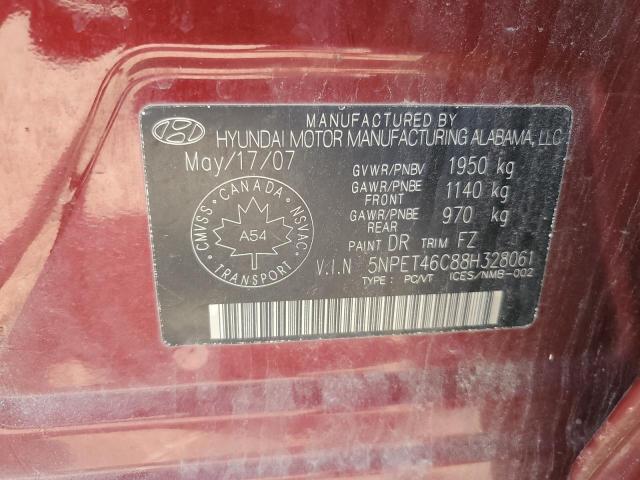 MANUFACTURED BY
HYUNDAI MOTOR MANUFACTURING ALABAMA, LLC
May/17/07
GVWR/PNBV 1950 kg
GAWR/PNBE FRONT 1140 kg
GAWR/PNBE REAR 970 kg
PAINT DR TRIM FZ
V.I.N 5NPET46C88H328061
TYPE : PC/VT ICES/NMB-002
CANADA
CMVSS
NSVAC
A54
TRANSPORT